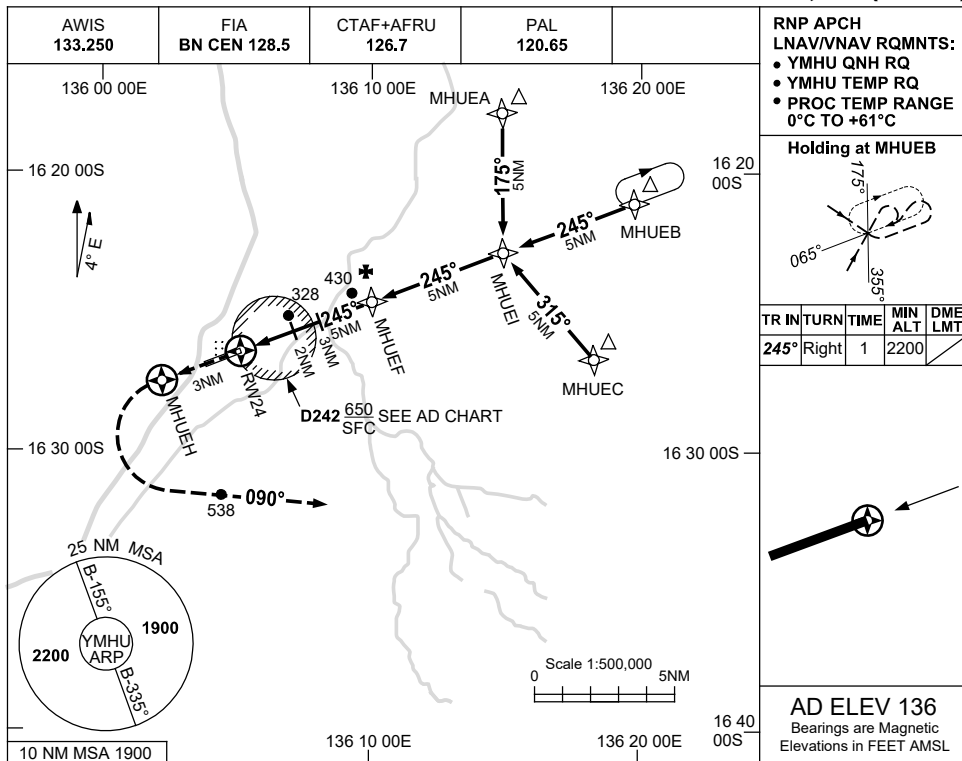 AWIS
133.250
FIA
BN CEN 128.5
CTAF+AFRU
126.7
PAL
120.65
RNP APCH
LNAV/VNAV RQMNTS:
• YMHU QNH RQ
• YMHU TEMP RQ
• PROC TEMP RANGE
0°C TO +61°C
136 00 00E
136 10 00E
136 20 00E
MHUEA
16 20 00S
16 20
00S
Holding at MHUEB
175°
065°
355°
175°
5NM
4° E
245°
5NM
MHUEB
245°
5NM
MHUEI
430
328
245°
5NM
3NM
2NM
MHUEF
315°
5NM
MHUEC
TR IN
TURN
TIME
MIN
ALT
DME
LMT
245°
Right
1
2200
3NM
RW24
MHUEH
D242 650
SFC
SEE AD CHART
16 30 00S
16 30 00S
090°
538
25 NM MSA
B-155°
1900
YMHU
ARP
2200
B-335°
Scale 1:500,000
0
5NM
10 NM MSA 1900
136 10 00E
136 20 00E
16 40
00S
AD ELEV 136
Bearings are Magnetic
Elevations in FEET AMSL